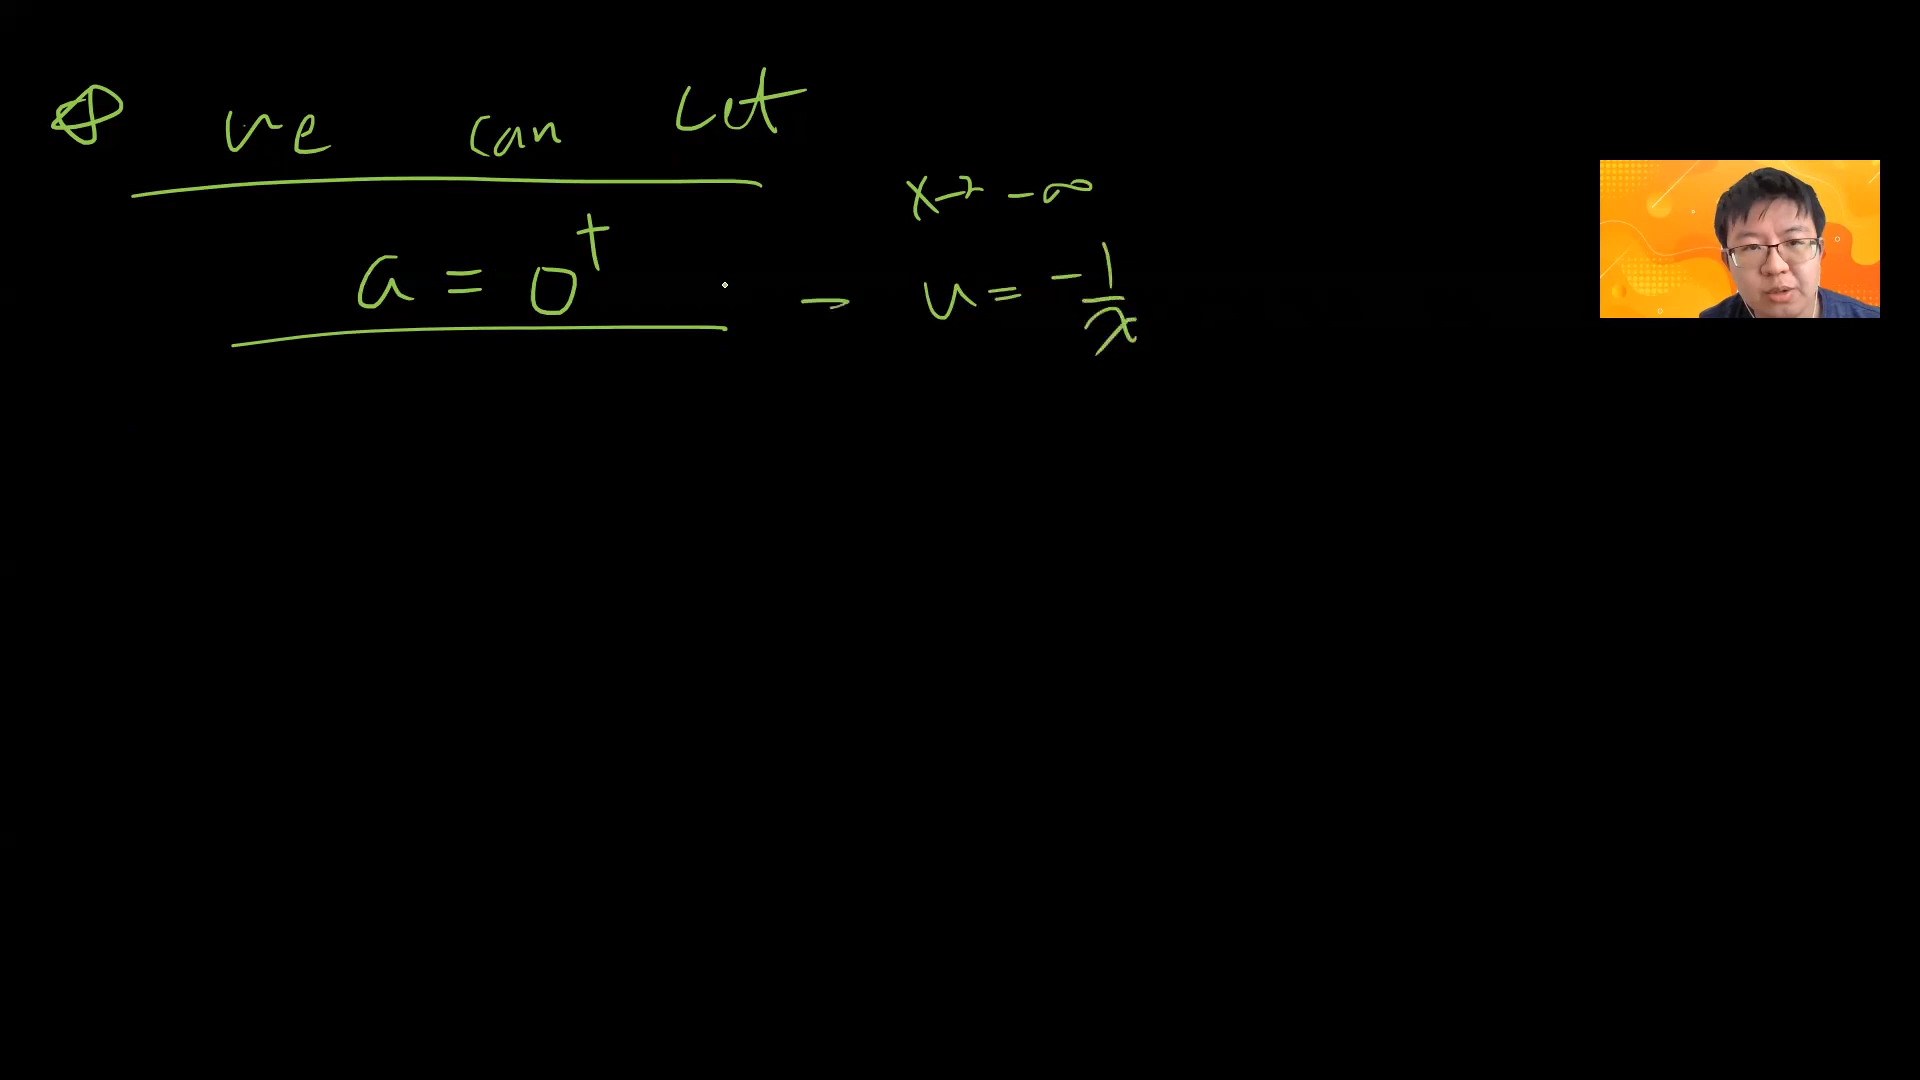 we can Let
x→ -∞
a = 0⁺ → u = -1/x